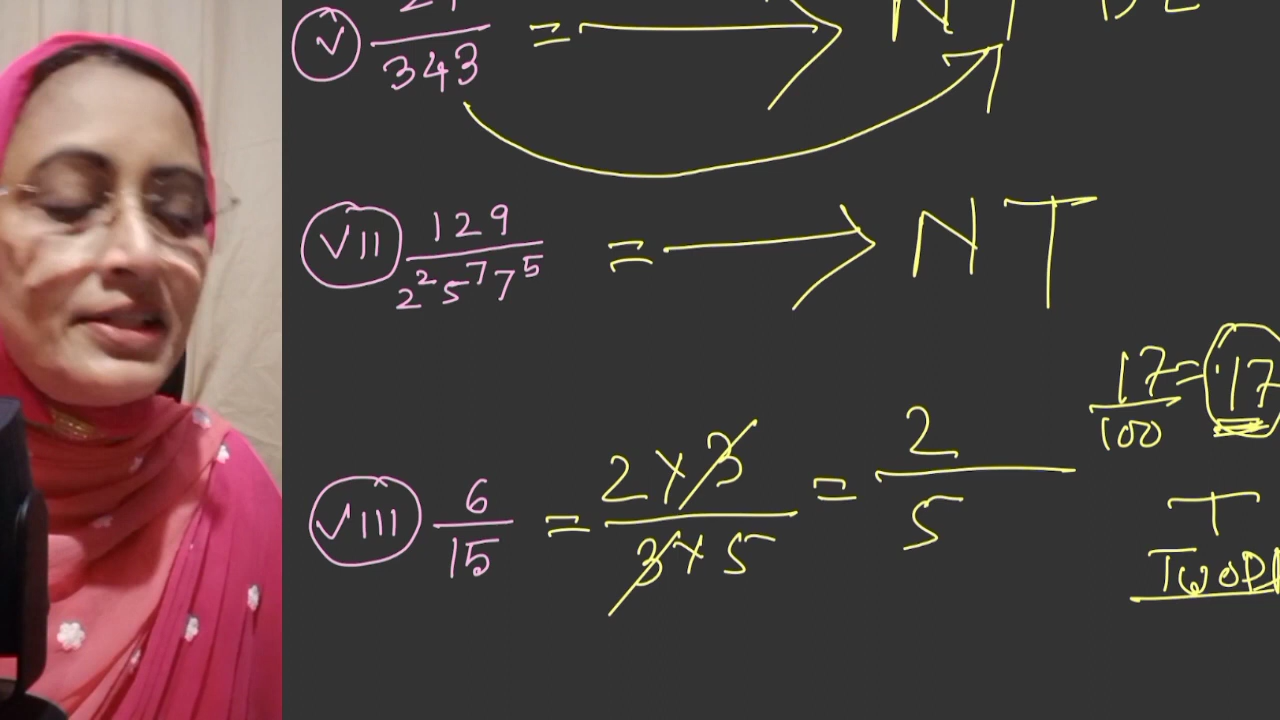 (V) /343 = → NT
(VII) 129/2²5⁷7⁵ = → NT
17/100 = .17
(VIII) 6/15 = 2×3/3×5 = 2/5
T